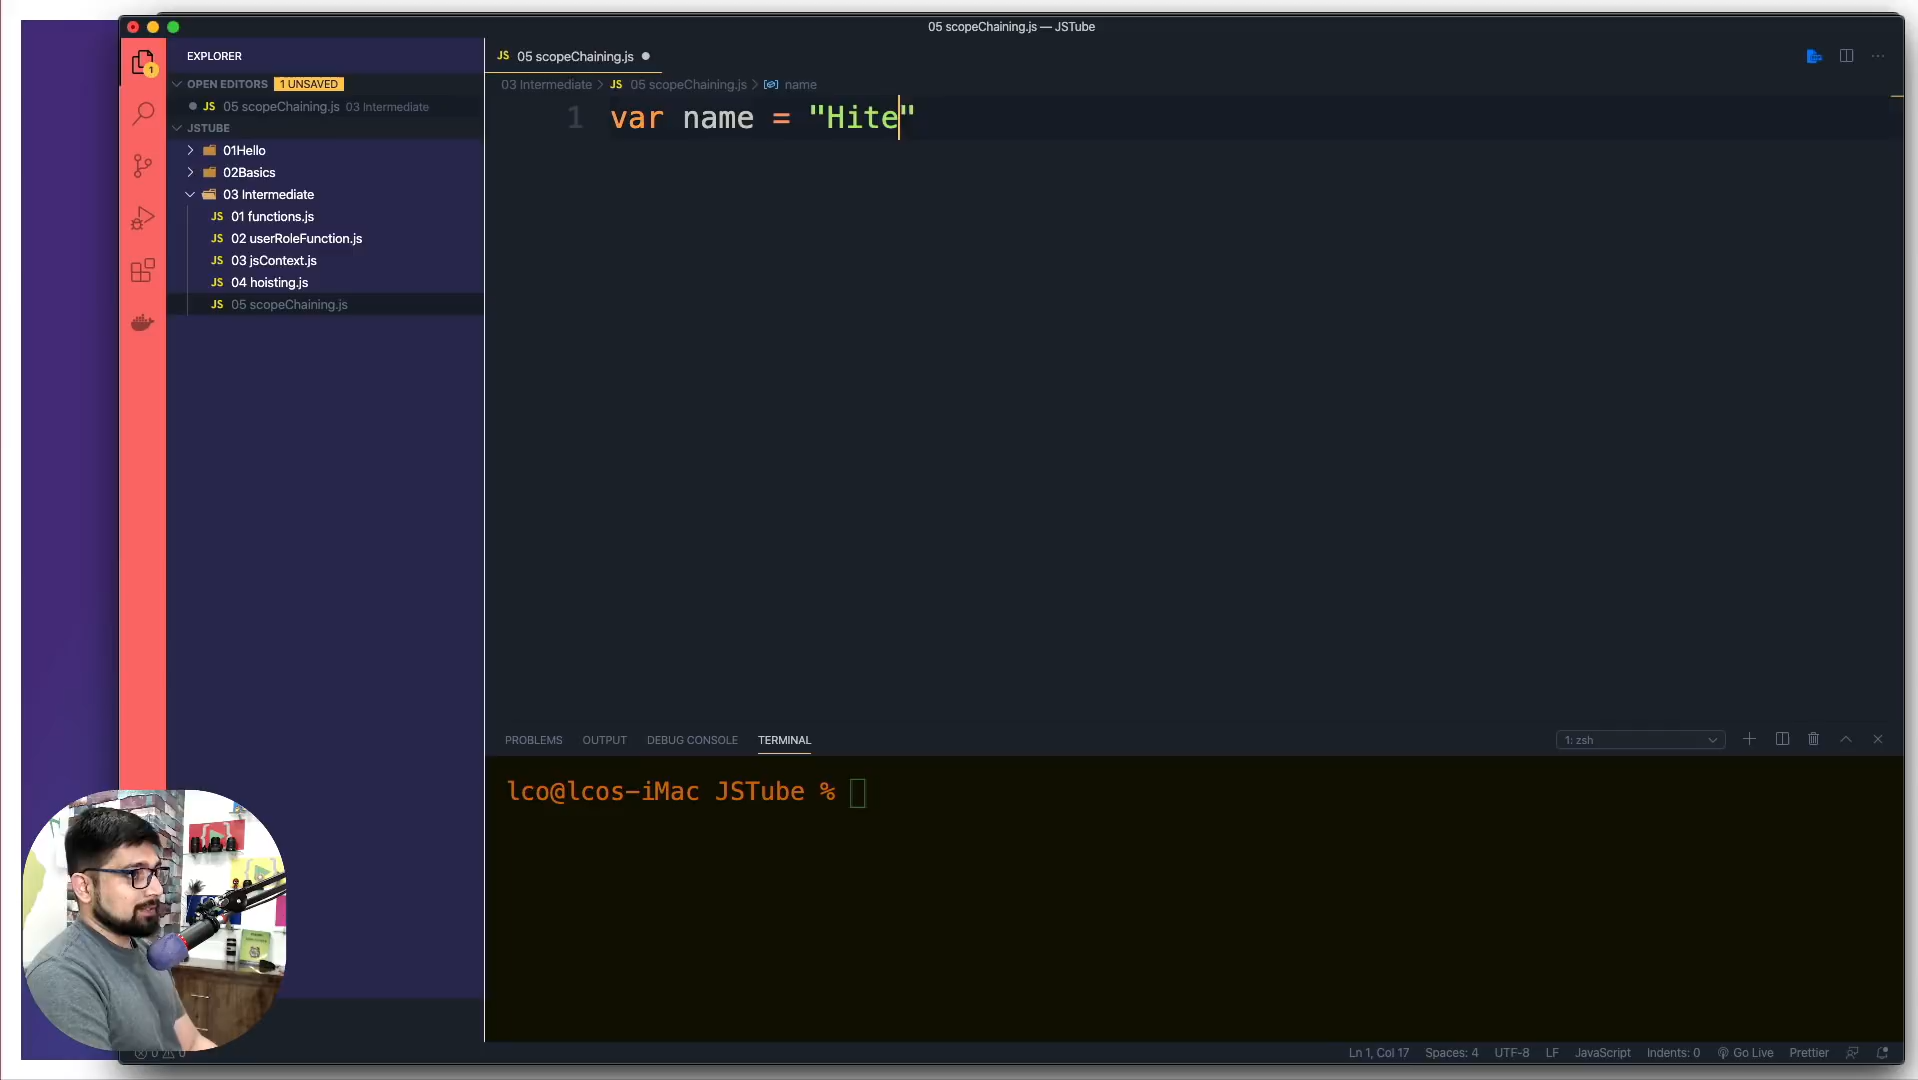 05 scopeChaining.js — JSTube
EXPLORER
OPEN EDITORS 1 UNSAVED
JS 05 scopeChaining.js 03 Intermediate
JSTUBE
01Hello
02Basics
03 Intermediate
JS 01 functions.js
JS 02 userRoleFunction.js
JS 03 jsContext.js
JS 04 hoisting.js
JS 05 scopeChaining.js
1
JS 05 scopeChaining.js
03 Intermediate > JS 05 scopeChaining.js > name
1 var name = "Hite"
PROBLEMS OUTPUT DEBUG CONSOLE TERMINAL 1: zsh
lco@lcos-iMac JSTube %
0 0 Ln 1, Col 17 Spaces: 4 UTF-8 LF JavaScript Indents: 0 Go Live Prettier